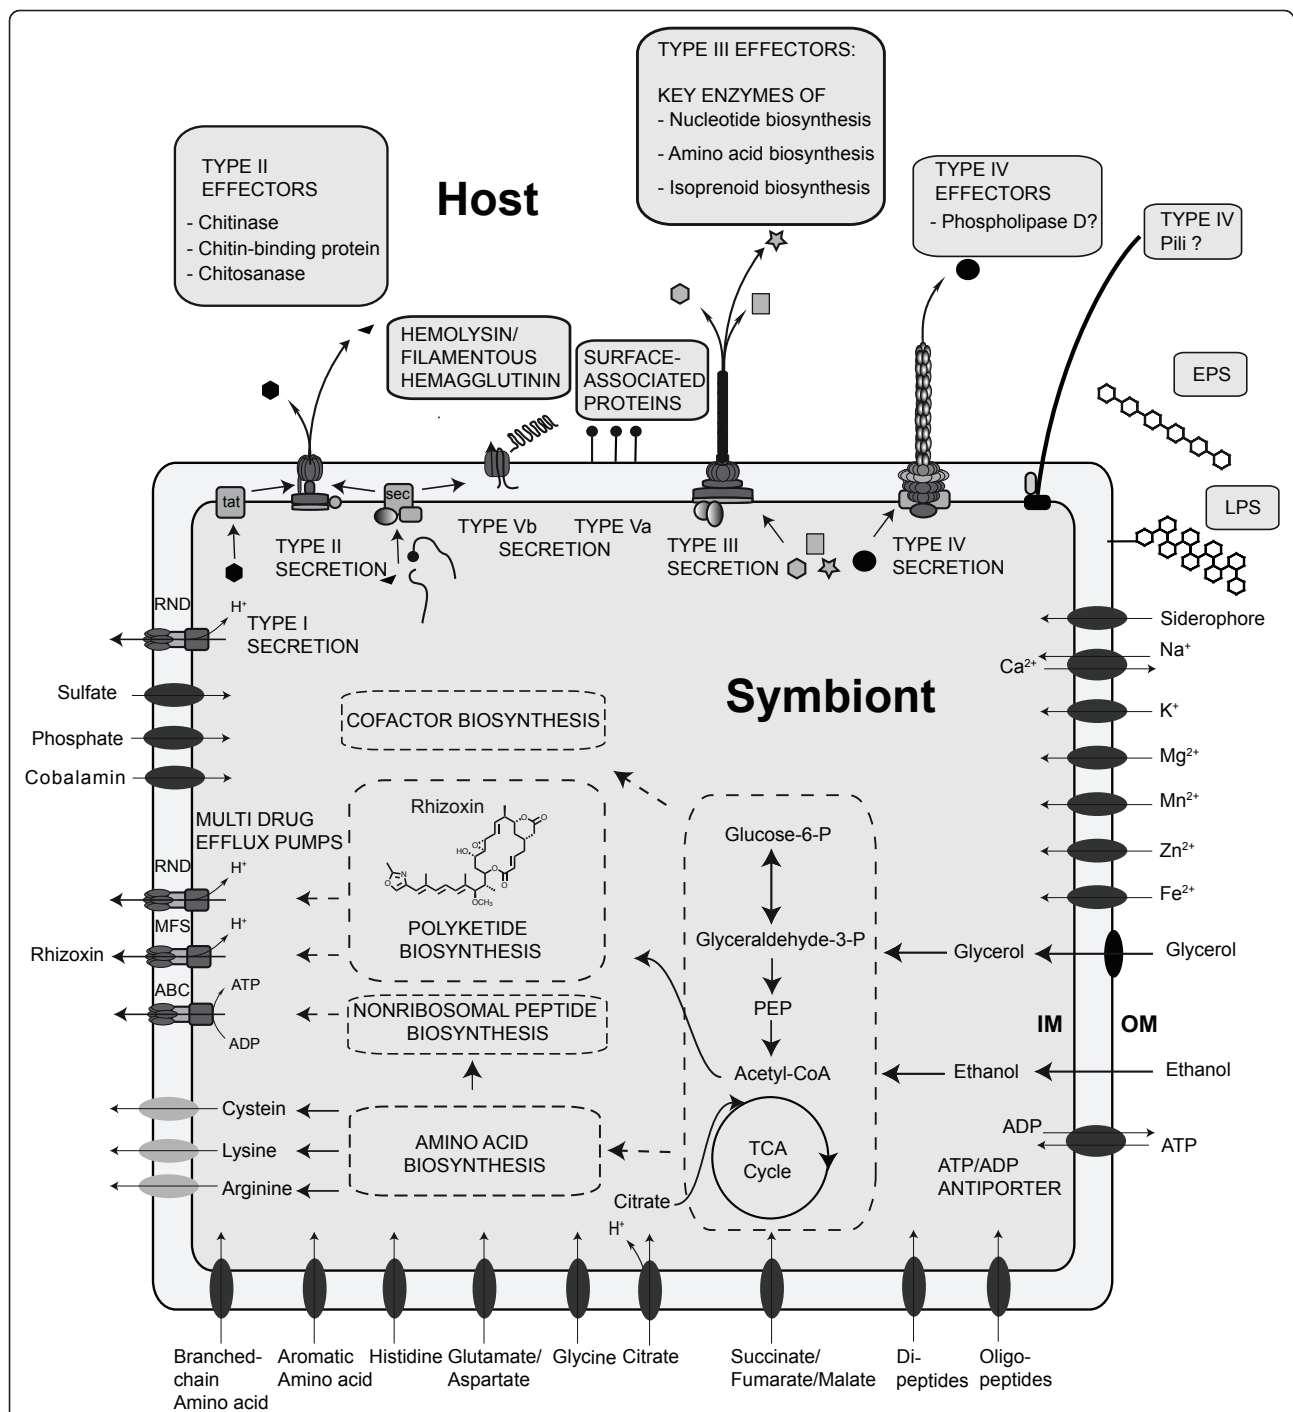 TYPE III EFFECTORS:
KEY ENZYMES OF
- Nucleotide biosynthesis
- Amino acid biosynthesis
- Isoprenoid biosynthesis
TYPE II
EFFECTORS
- Chitinase
- Chitin-binding protein
- Chitosanase
Host
TYPE IV
EFFECTORS
- Phospholipase D?
TYPE IV
Pili ?
HEMOLYSIN/
FILAMENTOUS
HEMAGGLUTININ
SURFACE-
ASSOCIATED
PROTEINS
EPS
LPS
tat
sec
TYPE II
SECRETION
TYPE Vb
TYPE Va
SECRETION
TYPE III
SECRETION
TYPE IV
SECRETION
RND
H+
TYPE I
SECRETION
Sulfate
Phosphate
Cobalamin
Symbiont
Siderophore
Na+
Ca2+
K+
Mg2+
Mn2+
Zn2+
Fe2+
COFACTOR BIOSYNTHESIS
MULTI DRUG
EFFLUX PUMPS
RND
H+
MFS
H+
Rhizoxin
ABC
ATP
ADP
Rhizoxin
O
O
O
HO
O
O
N
O
OCH3
POLYKETIDE
BIOSYNTHESIS
NONRIBOSOMAL PEPTIDE
BIOSYNTHESIS
AMINO ACID
BIOSYNTHESIS
Cystein
Lysine
Arginine
Glucose-6-P
Glyceraldehyde-3-P
PEP
Acetyl-CoA
TCA
Cycle
Citrate
H+
Glycerol
Glycerol
IM
OM
Ethanol
Ethanol
ADP
ATP
ATP/ADP
ANTIPORTER
Branched-
chain
Amino acid
Aromatic
Amino acid
Histidine
Glutamate/
Aspartate
Glycine
Citrate
Succinate/
Fumarate/Malate
Di-
peptides
Oligo-
peptides